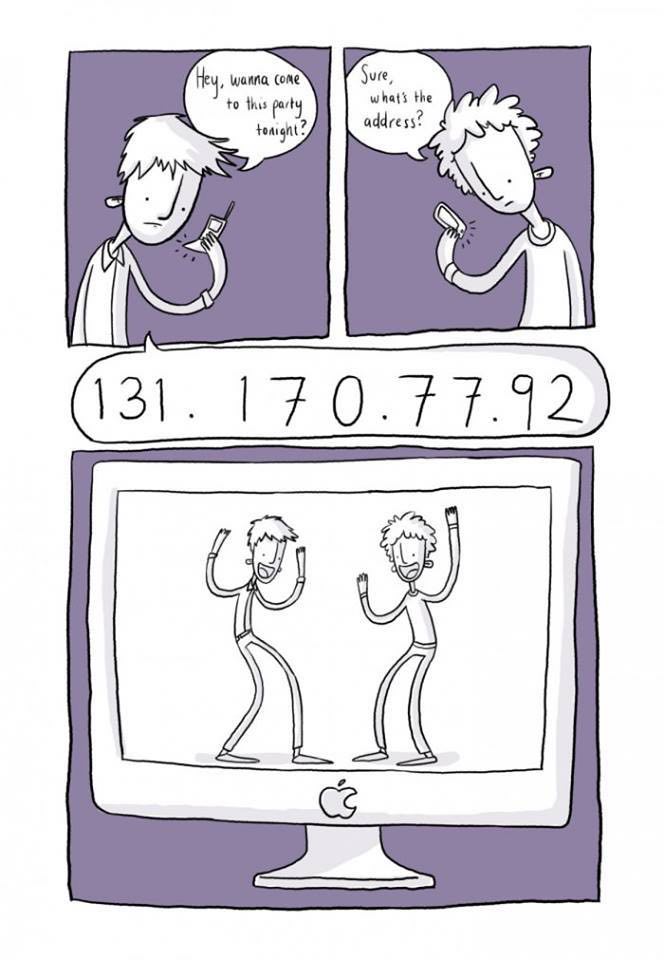 Hey, wanna come
to this party
tonight?
Sure,
what's the
address?
131. 170.77.92